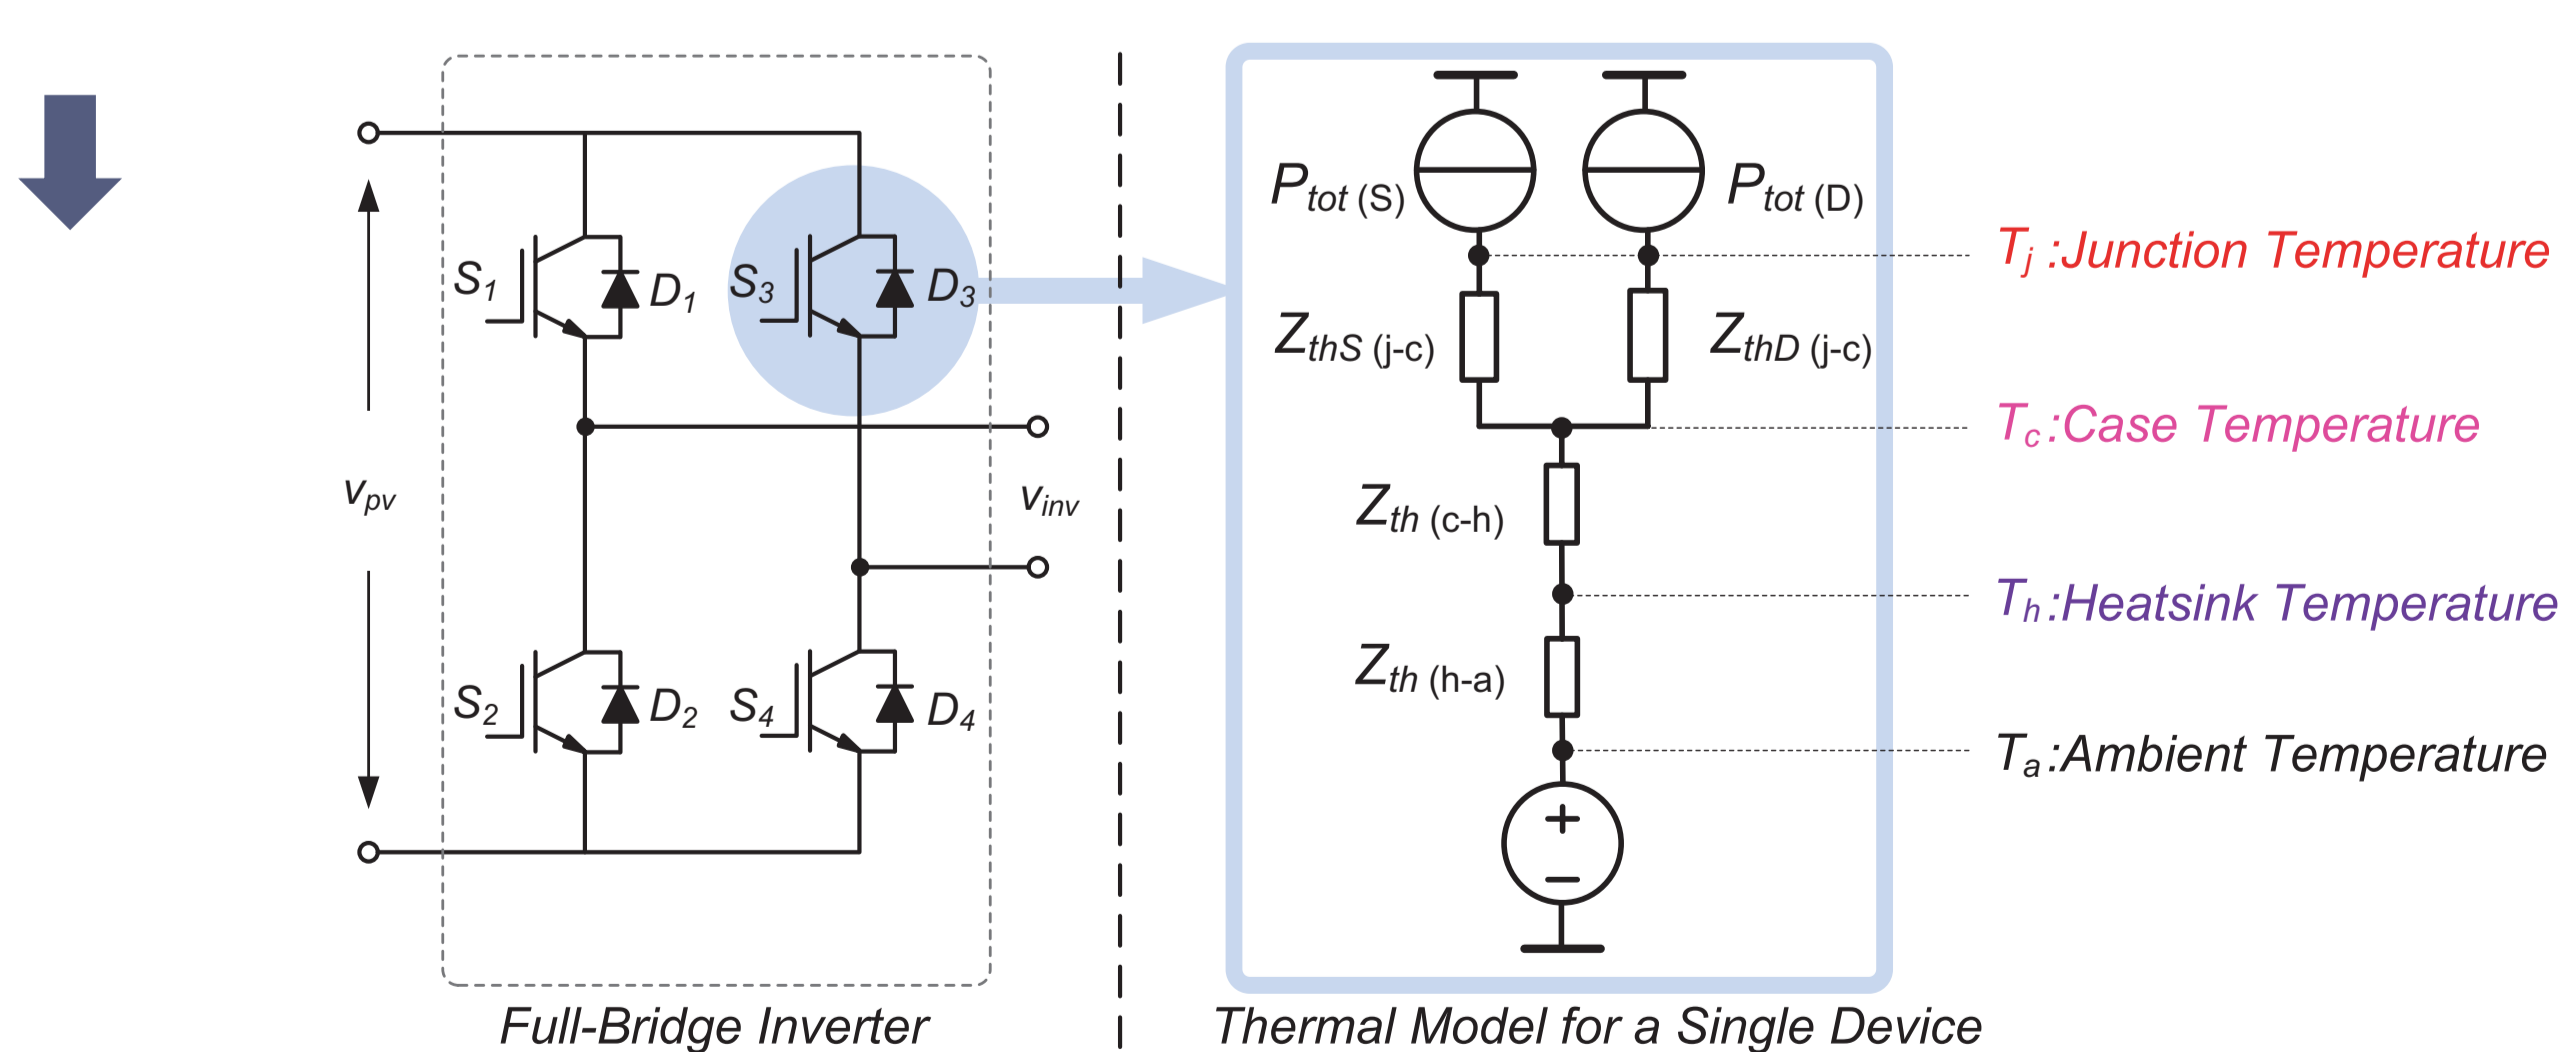 S1
D1
S3
D3
vpv
vinv
S2
D2
S4
D4
Full-Bridge Inverter
Ptot (S)
Ptot (D)
ZthS (j-c)
ZthD (j-c)
Zth (c-h)
Zth (h-a)
+
−
Tj :Junction Temperature
Tc :Case Temperature
Th :Heatsink Temperature
Ta :Ambient Temperature
Thermal Model for a Single Device